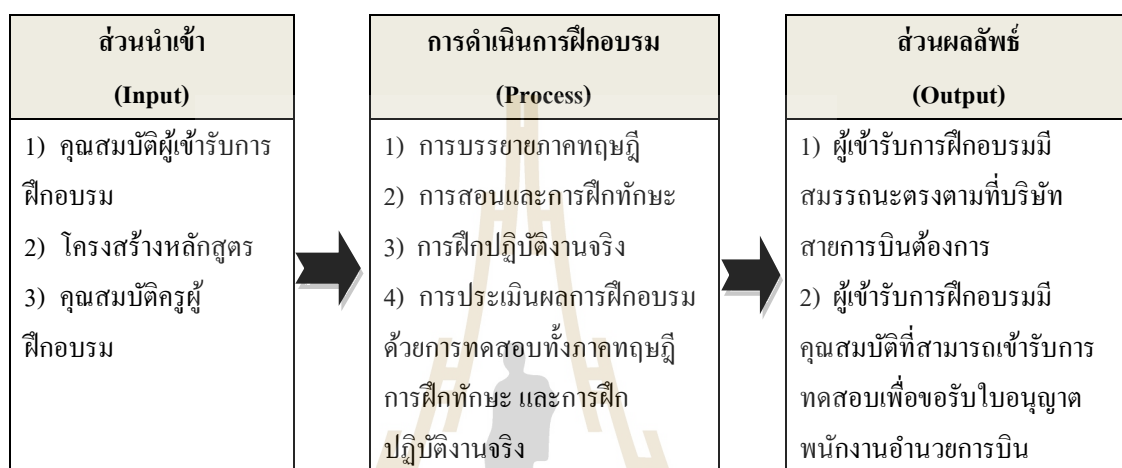 ส่วนนำเข้า
(Input)
1) คุณสมบัติผู้เข้ารับการ
ฝึกอบรม
2) โครงสร้างหลักสูตร
3) คุณสมบัติครูผู้
ฝึกอบรม
การดำเนินการฝึกอบรม
(Process)
1) การบรรยายภาคทฤษฎี
2) การสอนและการฝึกทักษะ
3) การฝึกปฏิบัติงานจริง
4) การประเมินผลการฝึกอบรม
ด้วยการทดสอบทั้งภาคทฤษฎี
การฝึกทักษะ และการฝึก
ปฏิบัติงานจริง
ส่วนผลลัพธ์
(Output)
1) ผู้เข้ารับการฝึกอบรมมี
สมรรถนะตรงตามที่บริษัท
สายการบินต้องการ
2) ผู้เข้ารับการฝึกอบรมมี
คุณสมบัติที่สามารถเข้ารับการ
ทดสอบเพื่อขอรับใบอนุญาต
พนักงานอำนวยการบิน